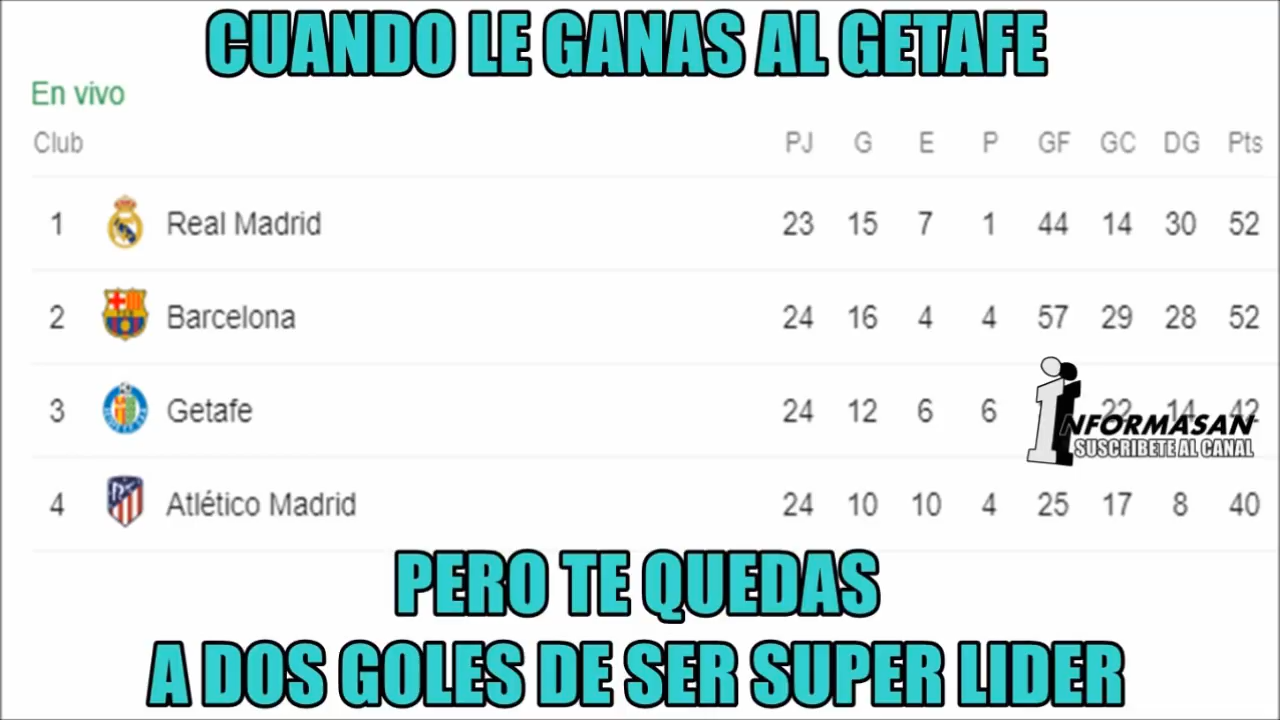 CUANDO LE GANAS AL GETAFE
En vivo
Club PJ G E P GF GC DG Pts
1 Real Madrid 23 15 7 1 44 14 30 52
2 Barcelona 24 16 4 4 57 29 28 52
3 Getafe 24 12 6 6 22 14 42
INFORMASAN
SUSCRIBETE AL CANAL
4 Atlético Madrid 24 10 10 4 25 17 8 40
PERO TE QUEDAS
A DOS GOLES DE SER SUPER LIDER